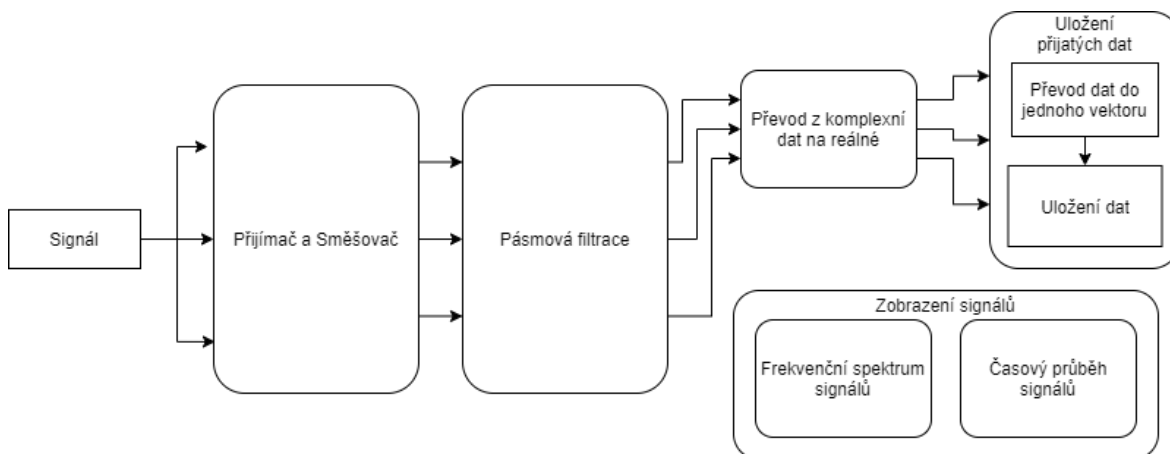 Signál
Přijímač a Směšovač
Pásmová filtrace
Převod z komplexní
dat na reálné
Uložení
přijatých dat
Převod dat do
jednoho vektoru
Uložení dat
Zobrazení signálů
Frekvenční spektrum
signálů
Časový průběh
signálů